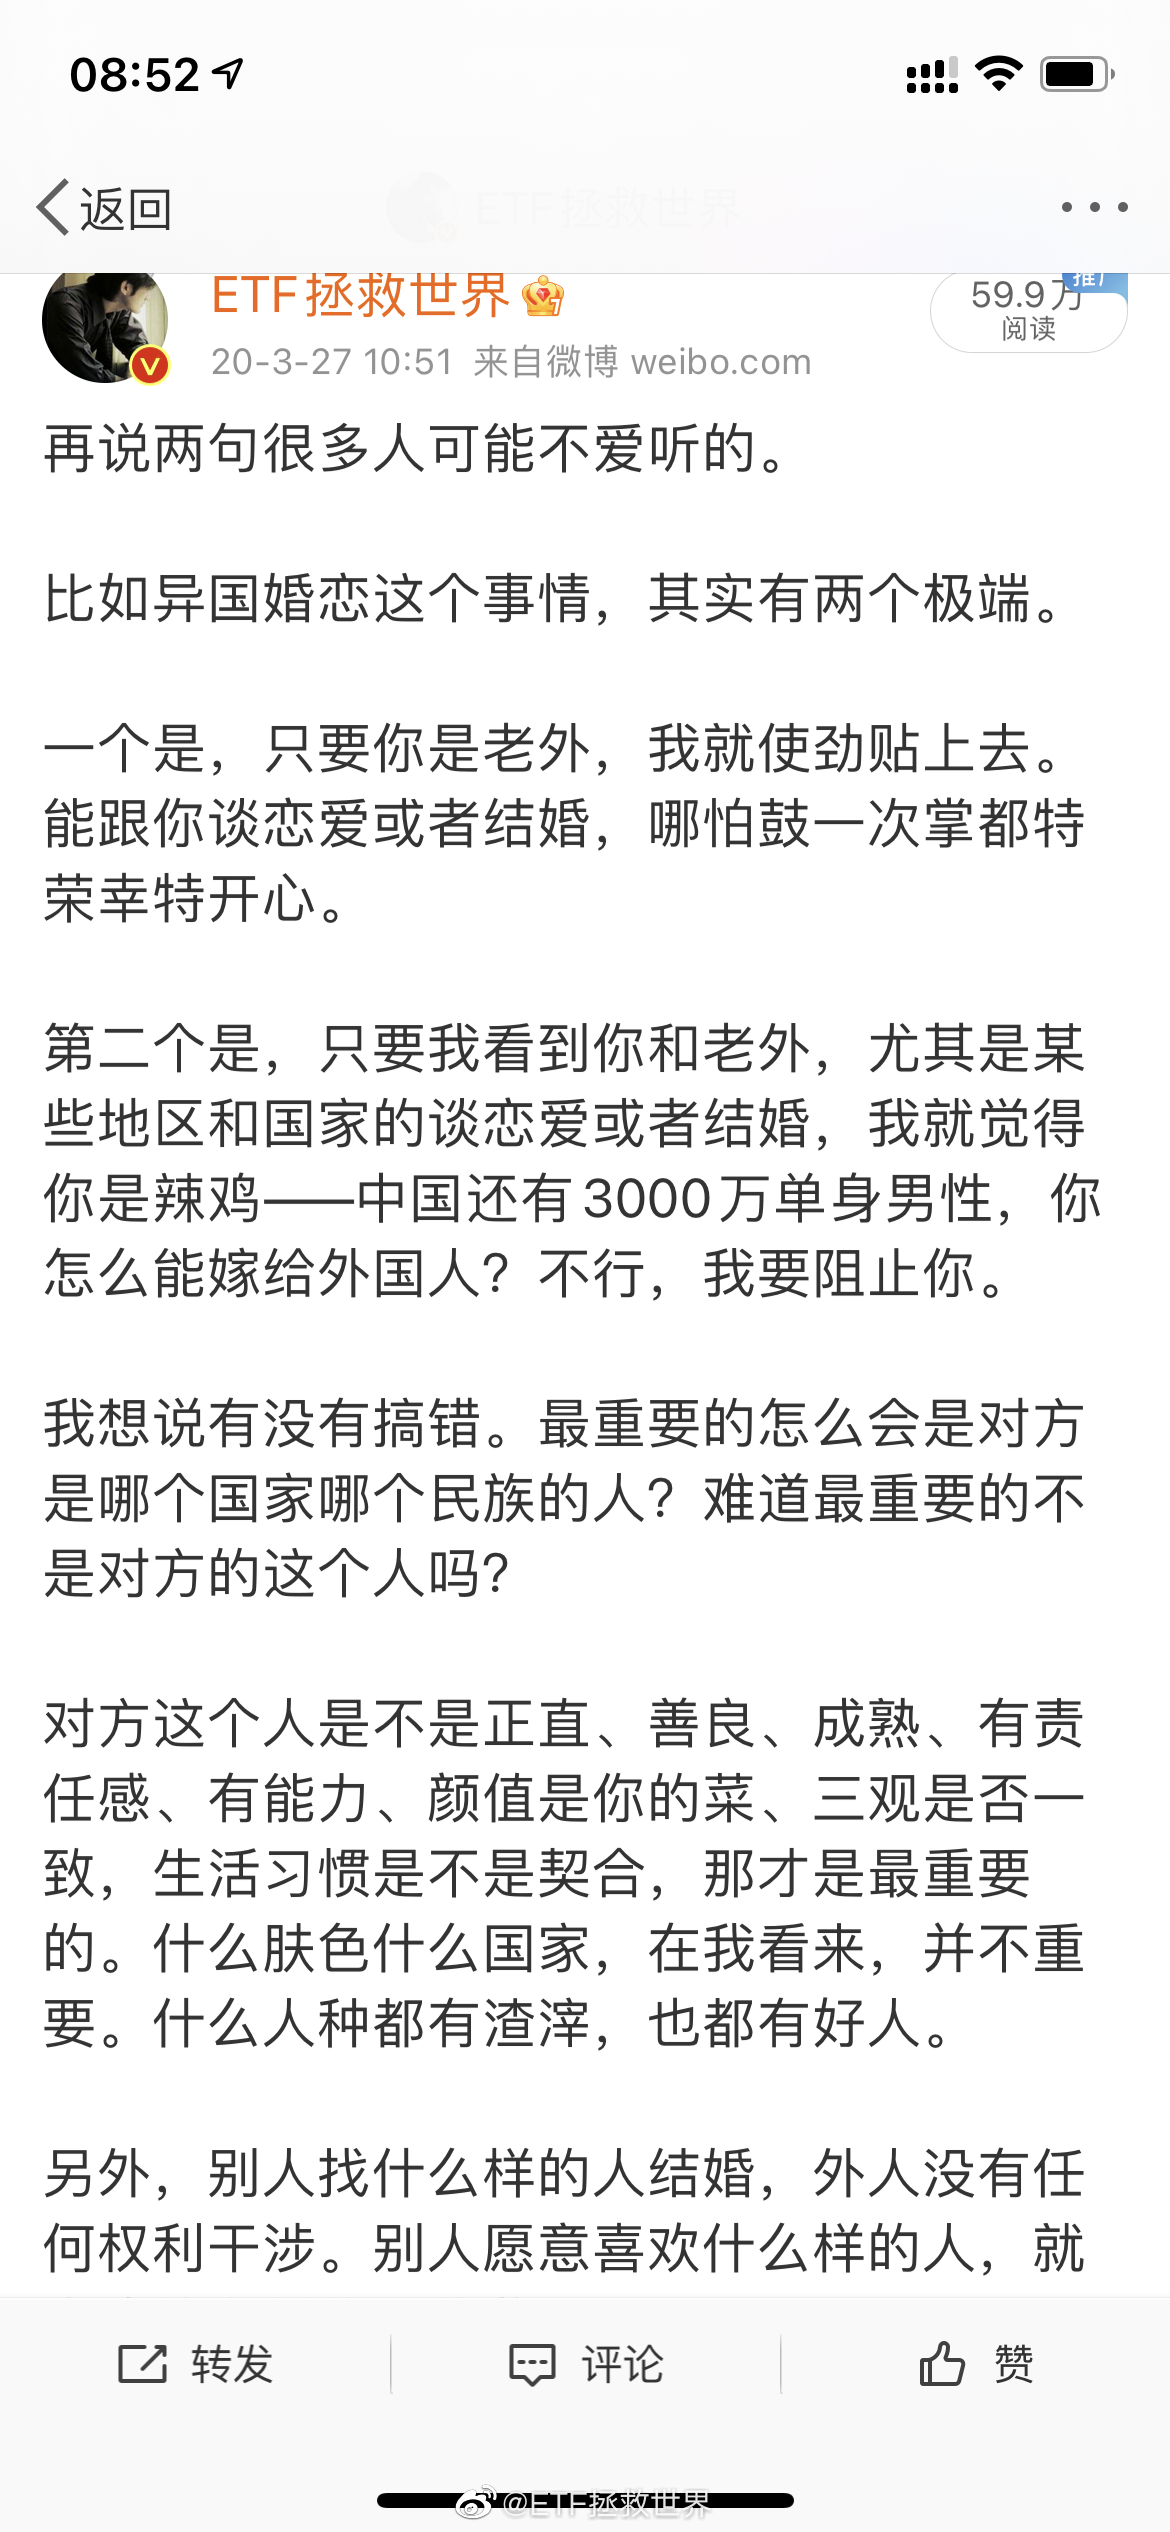 08:52
返回
ETF拯救世界
ETF拯救世界
59.9万
推广
阅读
20-3-27 10:51 来自微博 weibo.com
再说两句很多人可能不爱听的。
比如异国婚恋这个事情，其实有两个极端。
一个是，只要你是老外，我就使劲贴上去。
能跟你谈恋爱或者结婚，哪怕鼓一次掌都特
荣幸特开心。
第二个是，只要我看到你和老外，尤其是某
些地区和国家的谈恋爱或者结婚，我就觉得
你是辣鸡——中国还有3000万单身男性，你
怎么能嫁给外国人？不行，我要阻止你。
我想说有没有搞错。最重要的怎么会是对方
是哪个国家哪个民族的人？难道最重要的不
是对方的这个人吗？
对方这个人是不是正直、善良、成熟、有责
任感、有能力、颜值是你的菜、三观是否一
致，生活习惯是不是契合，那才是最重要
的。什么肤色什么国家，在我看来，并不重
要。什么人种都有渣滓，也都有好人。
另外，别人找什么样的人结婚，外人没有任
何权利干涉。别人愿意喜欢什么样的人，就
转发
评论
赞
@ETF拯救世界